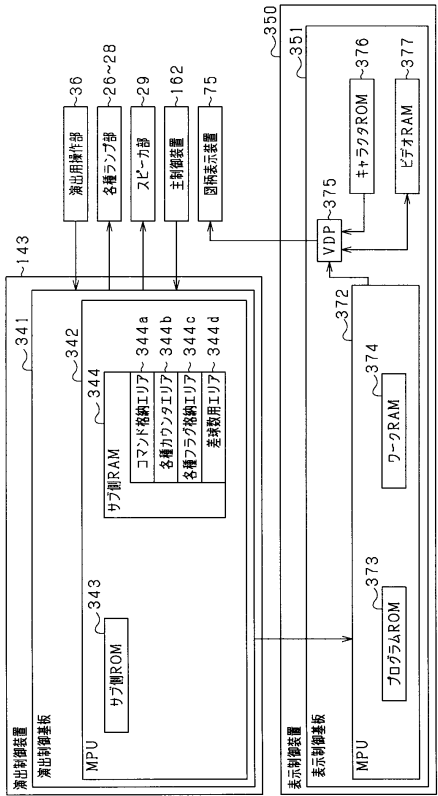 演出制御装置
143
演出制御基板
341
MPU
342
サブ側ROM
343
サブ側RAM
344
コマンド格納エリア
344a
各種カウンタエリア
344b
各種フラグ格納エリア
344c
差球数用エリア
344d
演出用操作部
36
各種ランプ部
26~28
スピーカ部
29
主制御装置
162
図柄表示装置
75
表示制御装置
350
表示制御基板
351
MPU
372
プログラムROM
373
ワークRAM
374
VDP
375
キャラクタROM
376
ビデオRAM
377